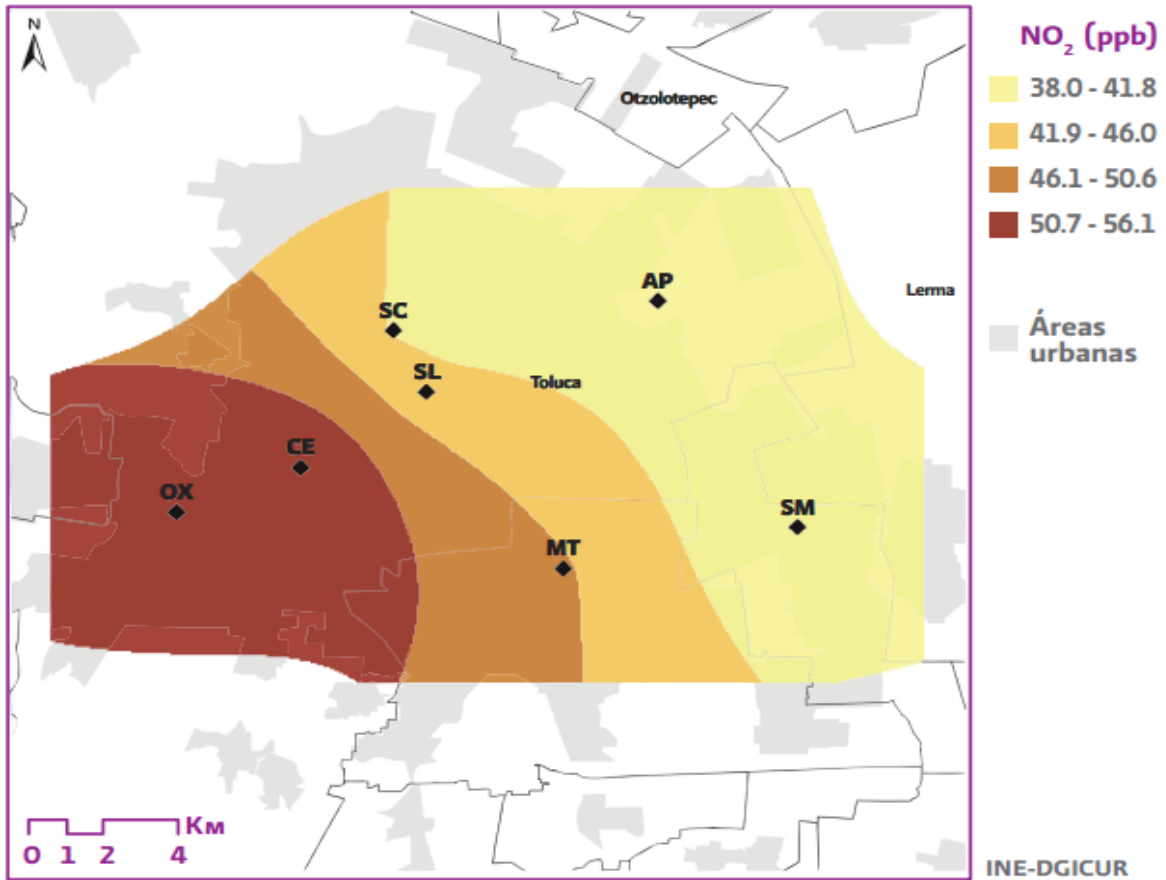 N
NO₂ (ppb)
38.0 - 41.8
41.9 - 46.0
46.1 - 50.6
50.7 - 56.1
Áreas
urbanas
Otzolotepec
Lerma
AP
SC
SL
Toluca
CE
OX
SM
MT
Km
0 1 2 4
INE-DGICUR